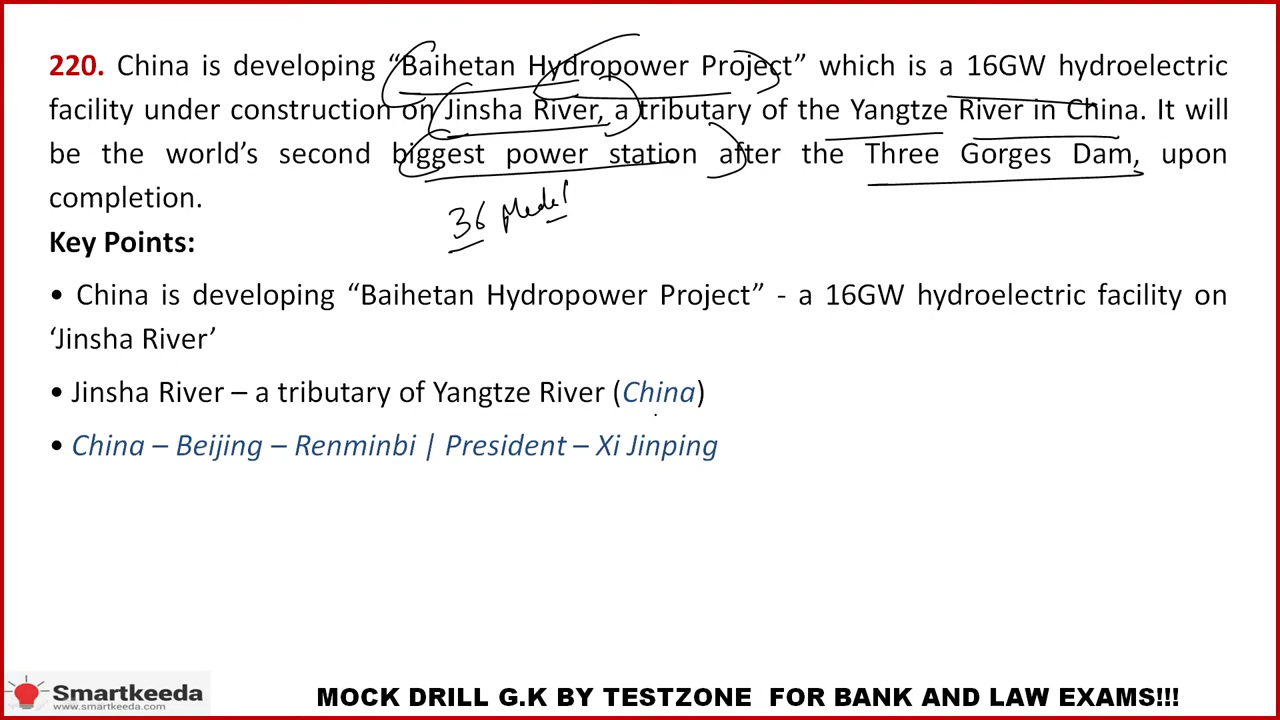 220. China is developing “Baihetan Hydropower Project” which is a 16GW hydroelectric
facility under construction on Jinsha River, a tributary of the Yangtze River in China. It will
be the world’s second biggest power station after the Three Gorges Dam, upon
completion.
36 Medal
Key Points:
• China is developing “Baihetan Hydropower Project” - a 16GW hydroelectric facility on
‘Jinsha River’
• Jinsha River – a tributary of Yangtze River (China)
• China – Beijing – Renminbi | President – Xi Jinping
Smartkeeda
www.smartkeeda.com
MOCK DRILL G.K BY TESTZONE FOR BANK AND LAW EXAMS!!!